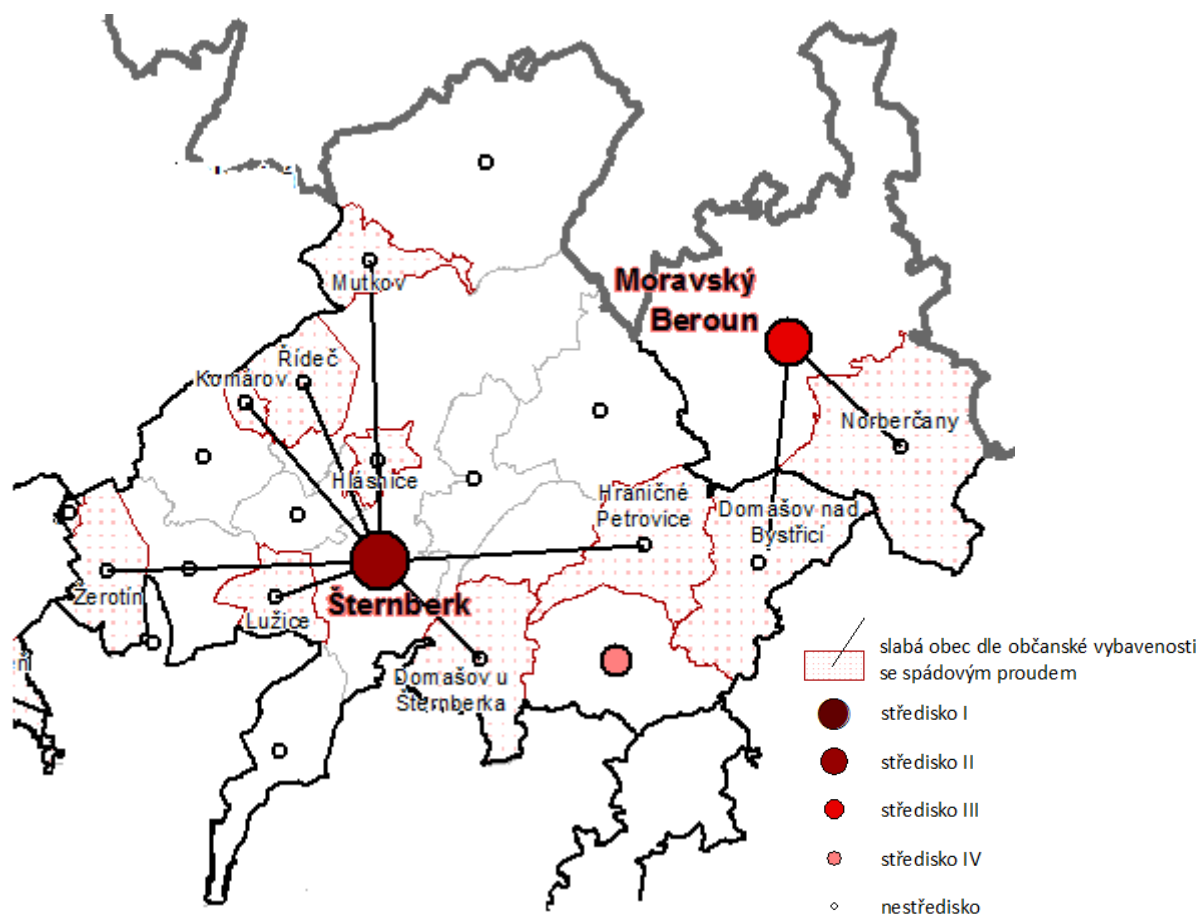 Mutkov
Moravský
Beroun
Řídeč
Komárov
Norberčany
Hlásnice
Hraničné
Petrovice
Domášov nad
Bystřicí
Žerotín
Lužice
Šternberk
Domašov u
Šternberka
slabá obec dle občanské vybavenosti
se spádovým proudem
středisko I
středisko II
středisko III
středisko IV
nestředisko